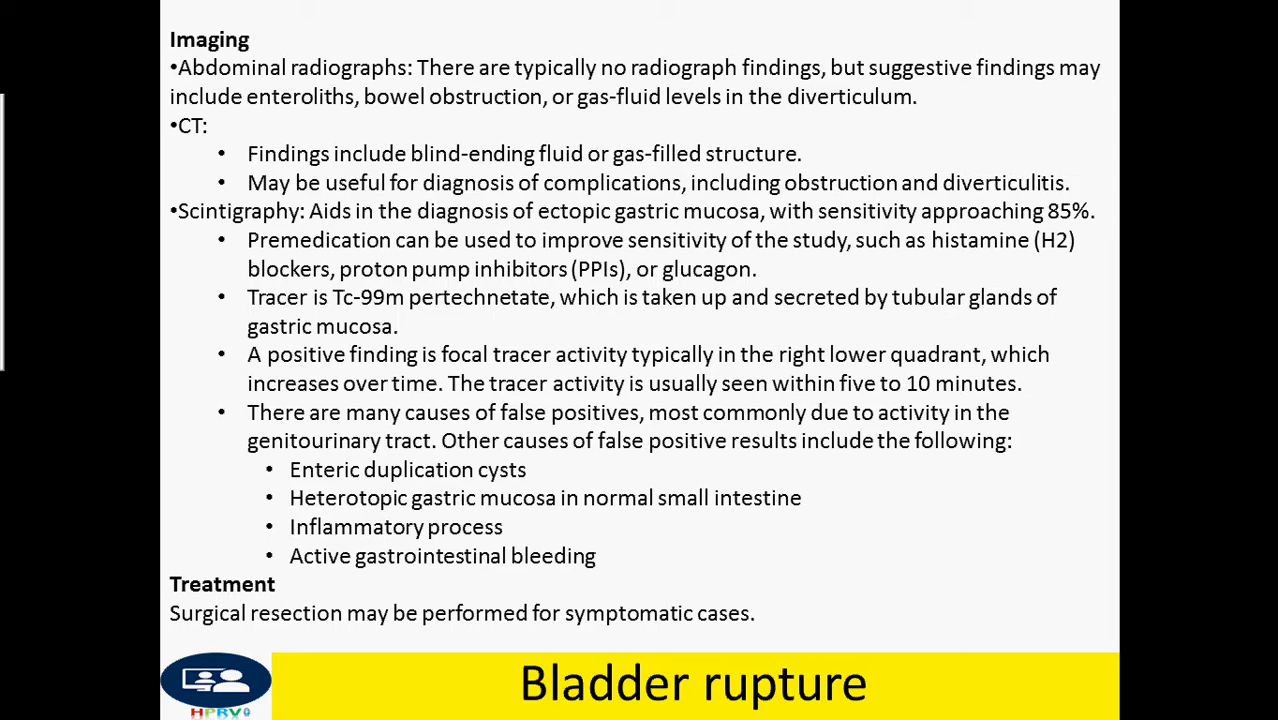 Imaging
•Abdominal radiographs: There are typically no radiograph findings, but suggestive findings may
include enteroliths, bowel obstruction, or gas-fluid levels in the diverticulum.
•CT:
• Findings include blind-ending fluid or gas-filled structure.
• May be useful for diagnosis of complications, including obstruction and diverticulitis.
•Scintigraphy: Aids in the diagnosis of ectopic gastric mucosa, with sensitivity approaching 85%.
• Premedication can be used to improve sensitivity of the study, such as histamine (H2)
blockers, proton pump inhibitors (PPIs), or glucagon.
• Tracer is Tc-99m pertechnetate, which is taken up and secreted by tubular glands of
gastric mucosa.
• A positive finding is focal tracer activity typically in the right lower quadrant, which
increases over time. The tracer activity is usually seen within five to 10 minutes.
• There are many causes of false positives, most commonly due to activity in the
genitourinary tract. Other causes of false positive results include the following:
• Enteric duplication cysts
• Heterotopic gastric mucosa in normal small intestine
• Inflammatory process
• Active gastrointestinal bleeding
Treatment
Surgical resection may be performed for symptomatic cases.
Bladder rupture
HPRV